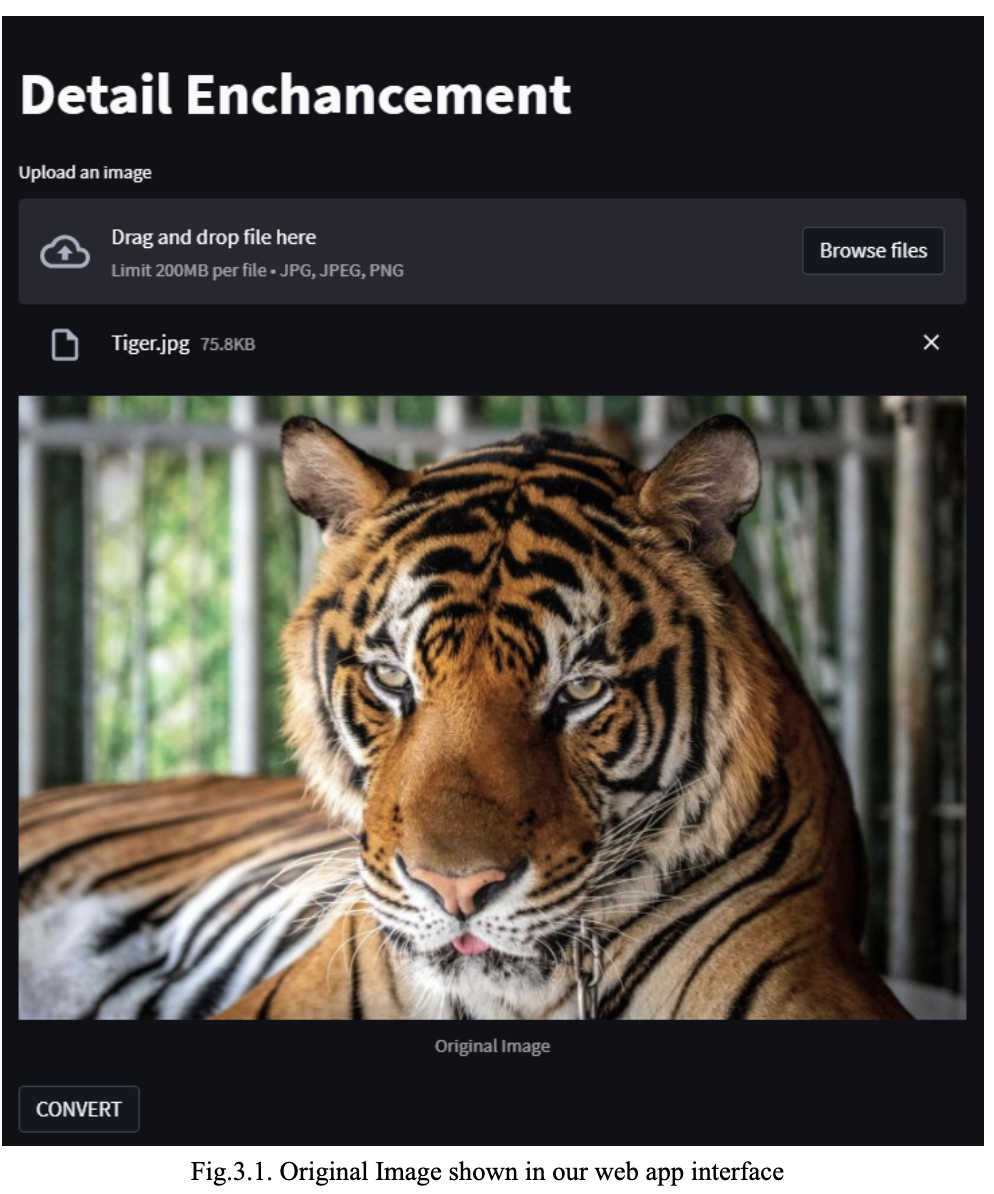 Detail Enchancement
Upload an image
Drag and drop file here
Limit 200MB per file • JPG, JPEG, PNG
Browse files
Tiger.jpg 75.8KB
Original Image
CONVERT
Fig.3.1. Original Image shown in our web app interface